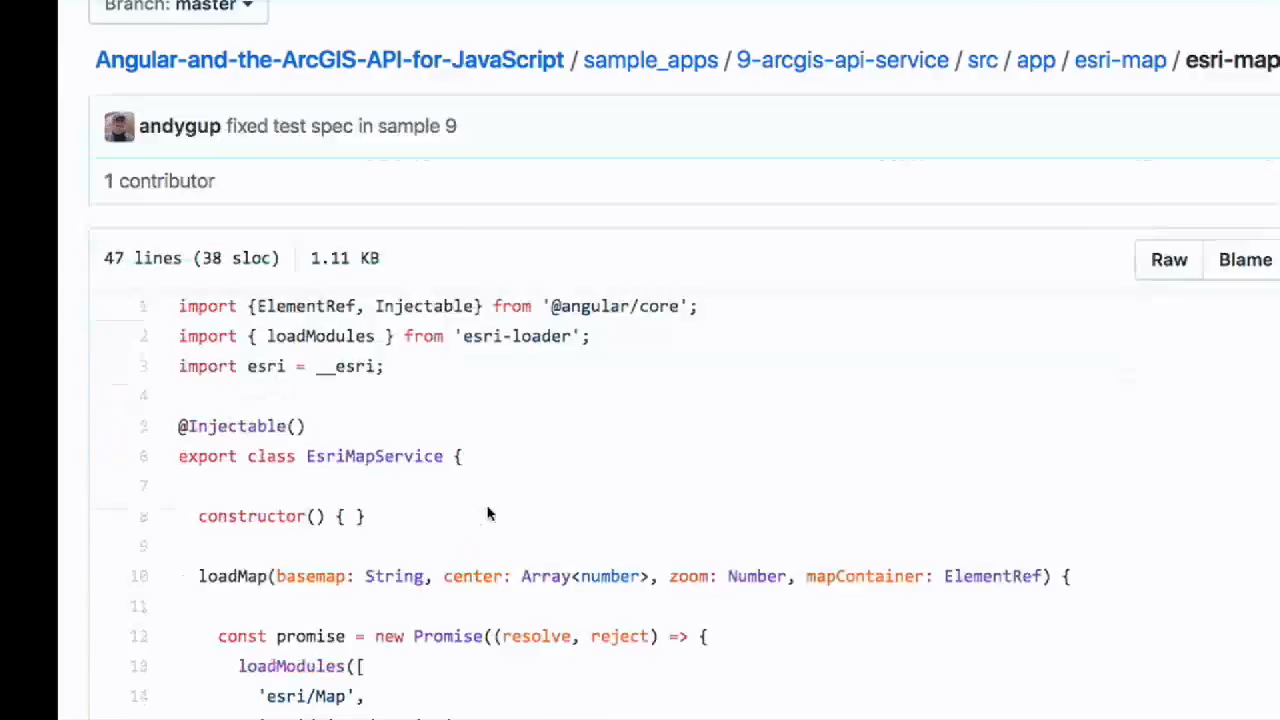 Branch: master
Angular-and-the-ArcGIS-API-for-JavaScript / sample_apps / 9-arcgis-api-service / src / app / esri-map / esri-map
andygup fixed test spec in sample 9
1 contributor
47 lines (38 sloc) 1.11 KB
Raw Blame
1 import {ElementRef, Injectable} from '@angular/core';
2 import { loadModules } from 'esri-loader';
3 import esri = __esri;
4
5 @Injectable()
6 export class EsriMapService {
7
8 constructor() { }
9
10 loadMap(basemap: String, center: Array<number>, zoom: Number, mapContainer: ElementRef) {
11
12 const promise = new Promise((resolve, reject) => {
13 loadModules([
14 'esri/Map',